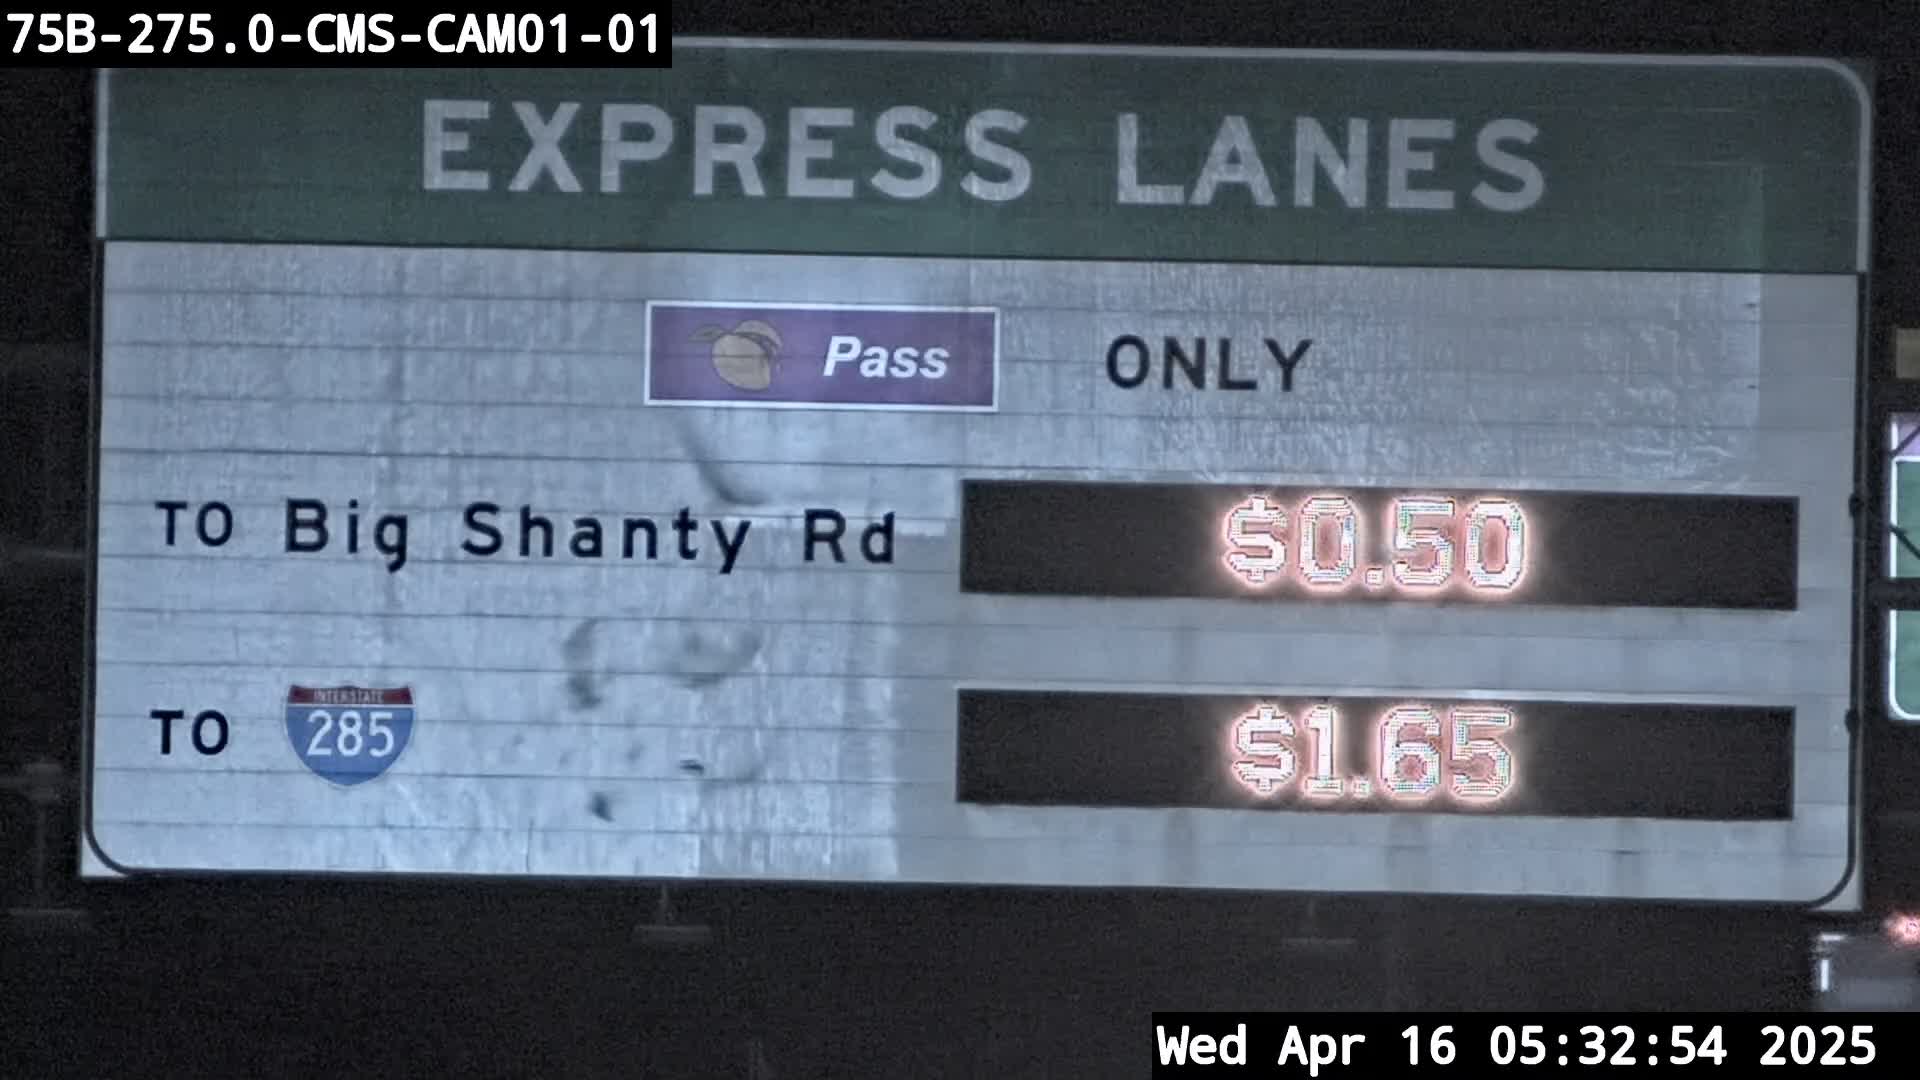 75B-275.0-CMS-CAM01-01
EXPRESS LANES
Pass ONLY
TO Big Shanty Rd $0.50
INTERSTATE
TO 285 $1.65
Wed Apr 16 05:32:54 2025